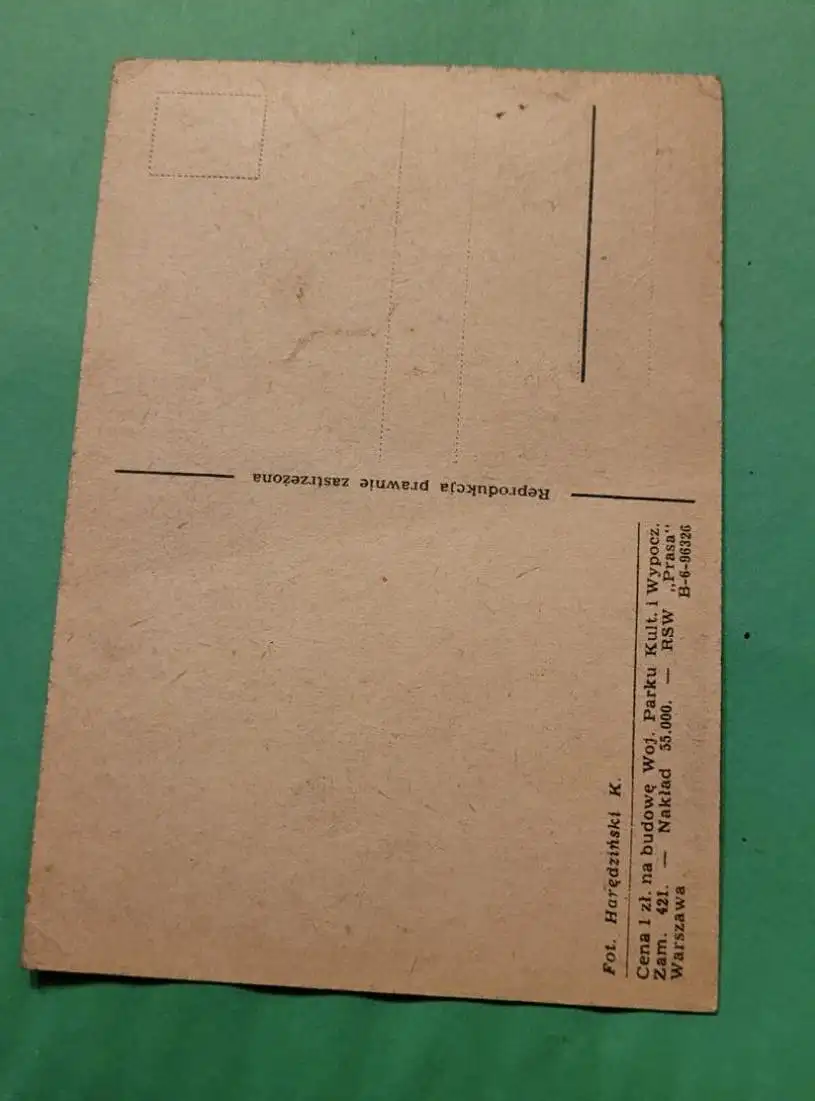 Reprodukcja prawnie zastrzeżona
Fot. Harędziński K.
Cena 1 zł. na budowę Woj. Parku Kult. i Wypocz.
Zam. 421. — Nakład 55.000. — RSW „Prasa"
Warszawa B-6-96326